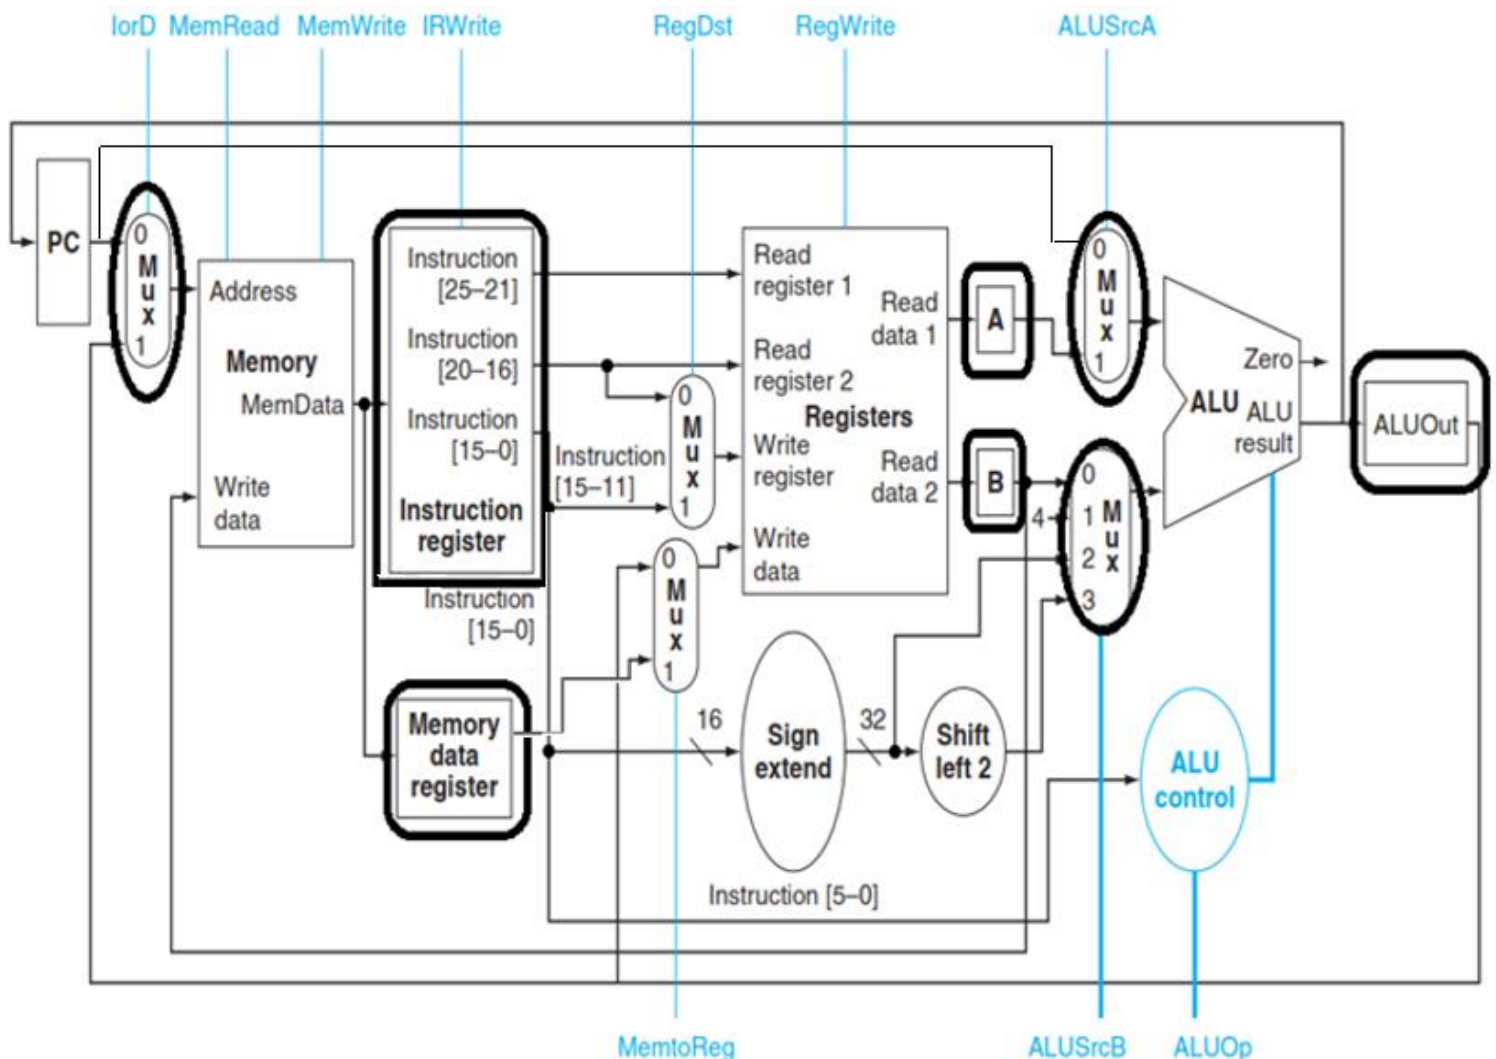 IorD MemRead MemWrite IRWrite RegDst RegWrite ALUSrcA
PC
0
M
u
x
1
Address
Memory
MemData
Write
data
Instruction
[25–21]
Instruction
[20–16]
Instruction
[15–0]
Instruction
register
Instruction
[15–0]
Memory
data
register
Instruction
[15–11]
0
M
u
x
1
0
M
u
x
1
Read
register 1
Read
register 2
Registers
Write
register
Write
data
Read
data 1
Read
data 2
A
B
4
0
M
u
x
1
0
1 M
u
2 x
3
Zero
ALU
ALU
result
ALUOut
16
Sign
extend
32
Shift
left 2
ALU
control
Instruction [5–0]
MemtoReg ALUSrcB ALUOp